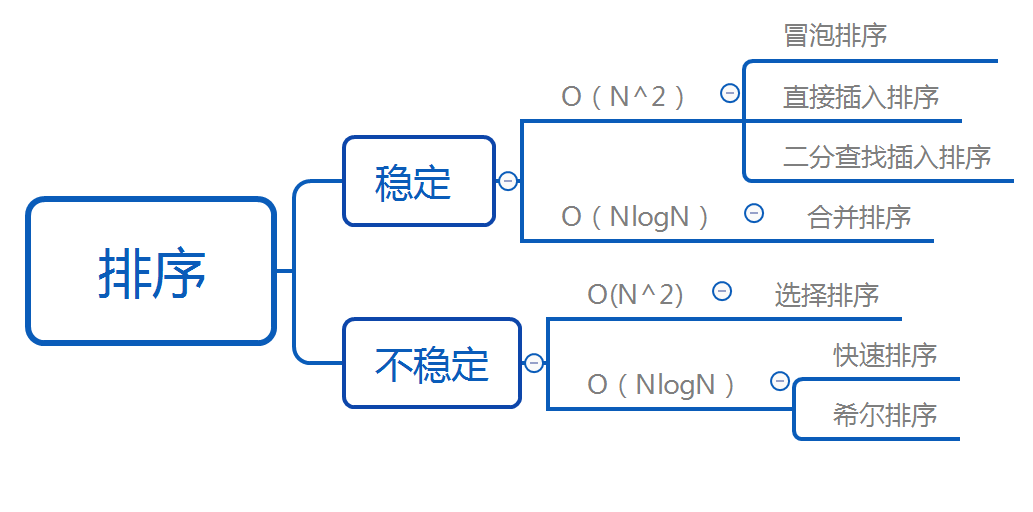 排序
稳定
O（N^2）
冒泡排序
直接插入排序
二分查找插入排序
O（NlogN）
合并排序
不稳定
O(N^2)
选择排序
O（NlogN）
快速排序
希尔排序